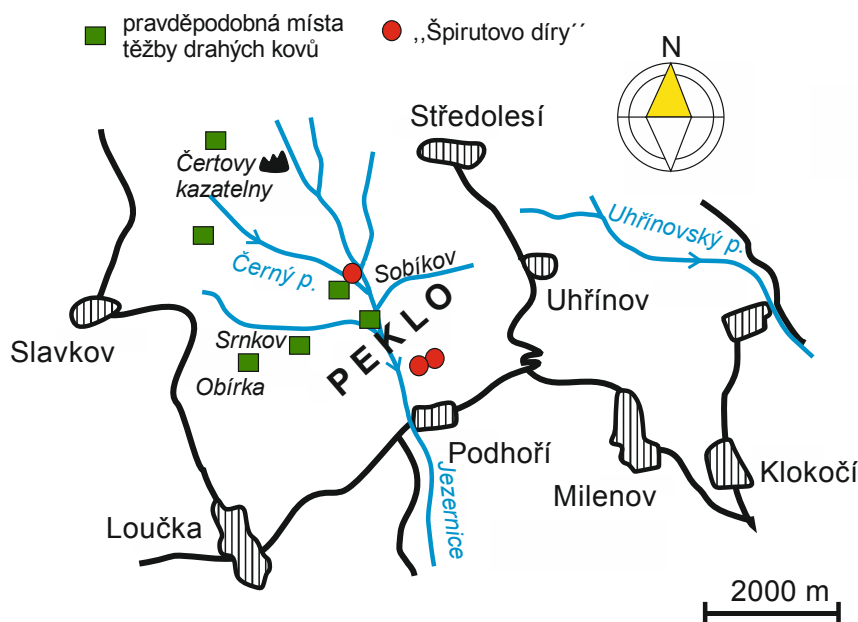 pravděpodobná místa
těžby drahých kovů
,,Špirutovo díry´´
N
Středolesí
Čertovy
kazatelny
Uhřínovský p.
Černý p.
Sobíkov
Uhřínov
Slavkov
Srnkov
PEKLO
Obírka
Podhoří
Klokočí
Milenov
Jezernice
Loučka
2000 m